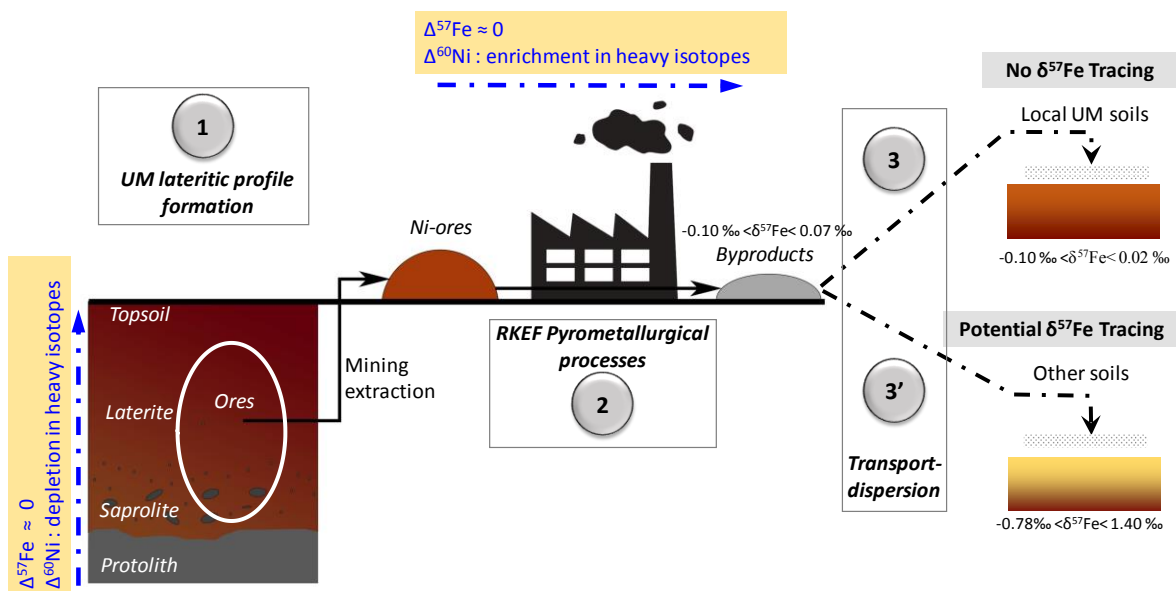 Δ⁵⁷Fe ≈ 0
Δ⁶⁰Ni : enrichment in heavy isotopes
No δ⁵⁷Fe Tracing
Local UM soils
1
UM lateritic profile
formation
3
Ni-ores
-0.10 ‰ <δ⁵⁷Fe< 0.07 ‰
Byproducts
-0.10 ‰ <δ⁵⁷Fe< 0.02 ‰
Δ⁵⁷Fe ≈ 0
Δ⁶⁰Ni : depletion in heavy isotopes
Topsoil
Laterite
Ores
Saprolite
Protolith
Mining
extraction
RKEF Pyrometallurgical
processes
2
3’
Transport-
dispersion
Potential δ⁵⁷Fe Tracing
Other soils
-0.78‰ <δ⁵⁷Fe< 1.40 ‰